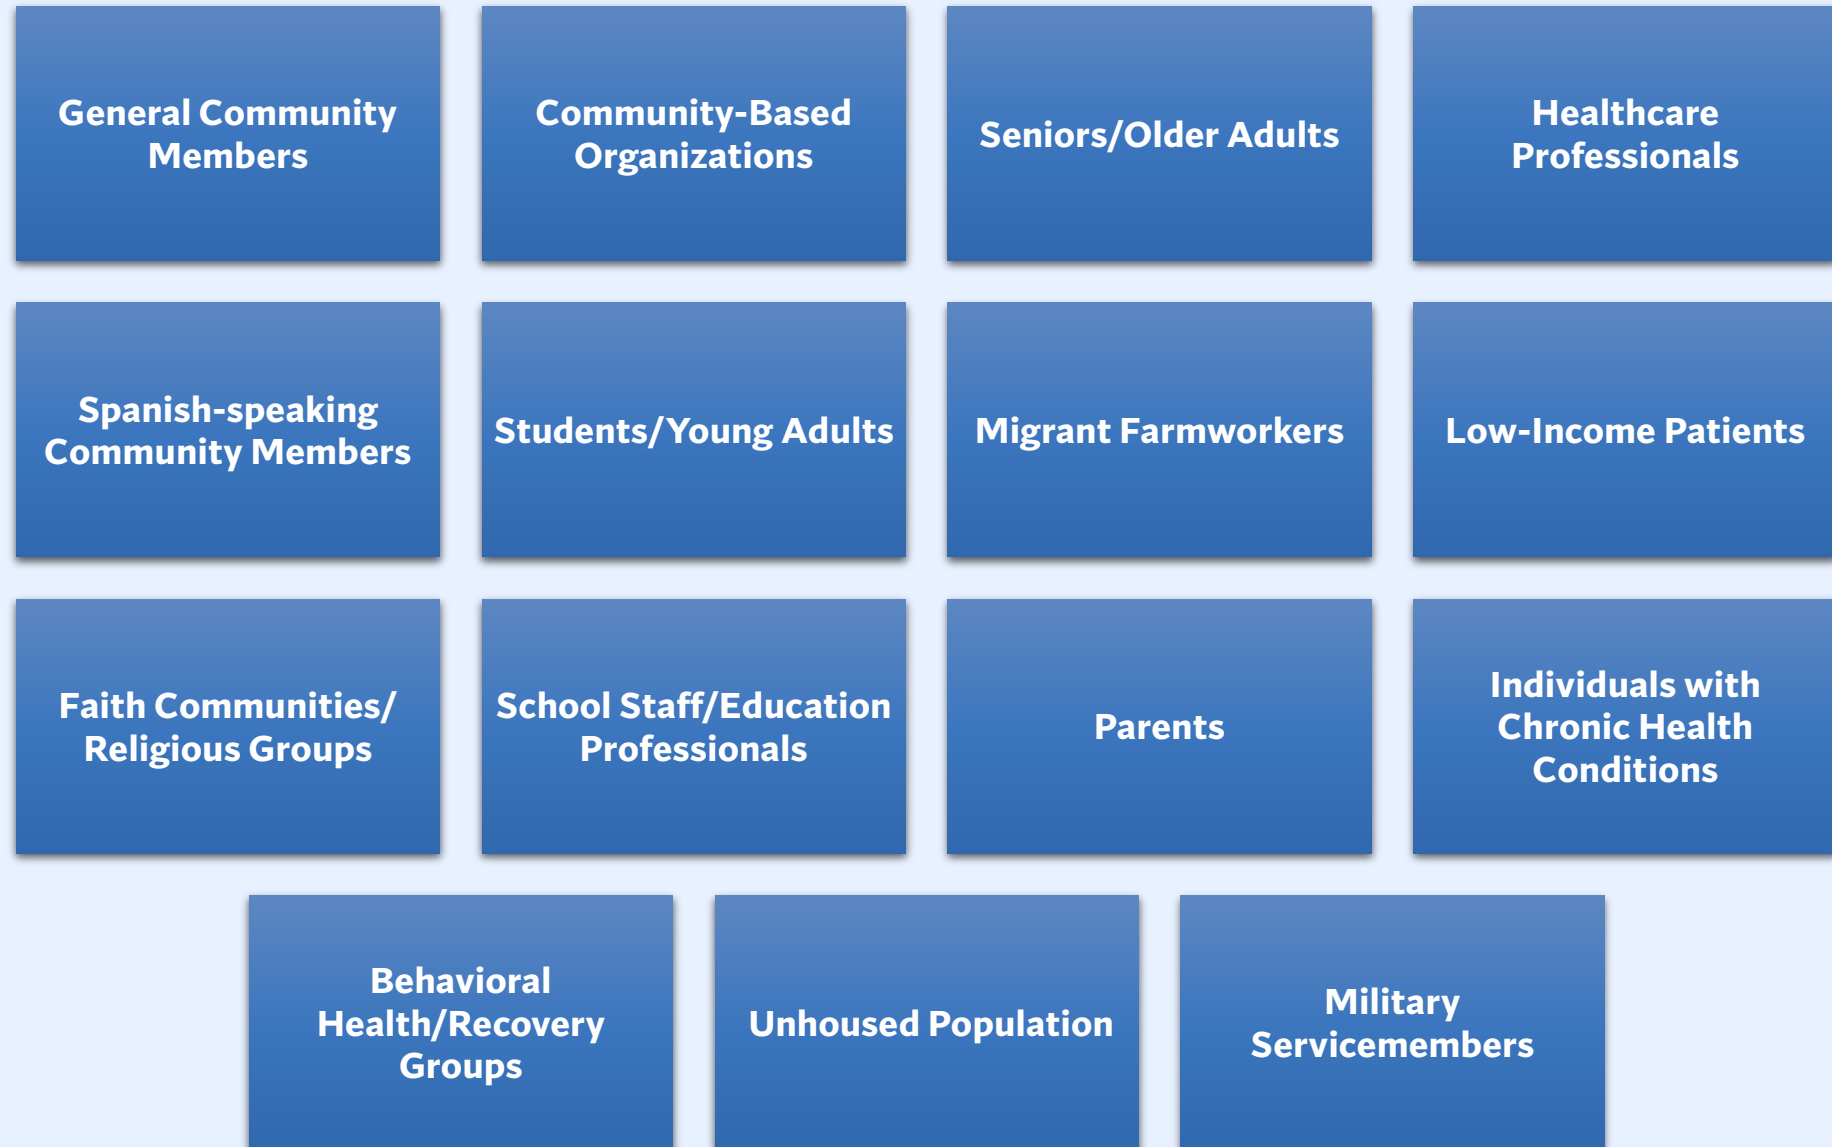 General Community
Members
Community-Based
Organizations
Seniors/Older Adults
Healthcare
Professionals
Spanish-speaking
Community Members
Students/Young Adults
Migrant Farmworkers
Low-Income Patients
Faith Communities/
Religious Groups
School Staff/Education
Professionals
Parents
Individuals with
Chronic Health
Conditions
Behavioral
Health/Recovery
Groups
Unhoused Population
Military
Servicemembers